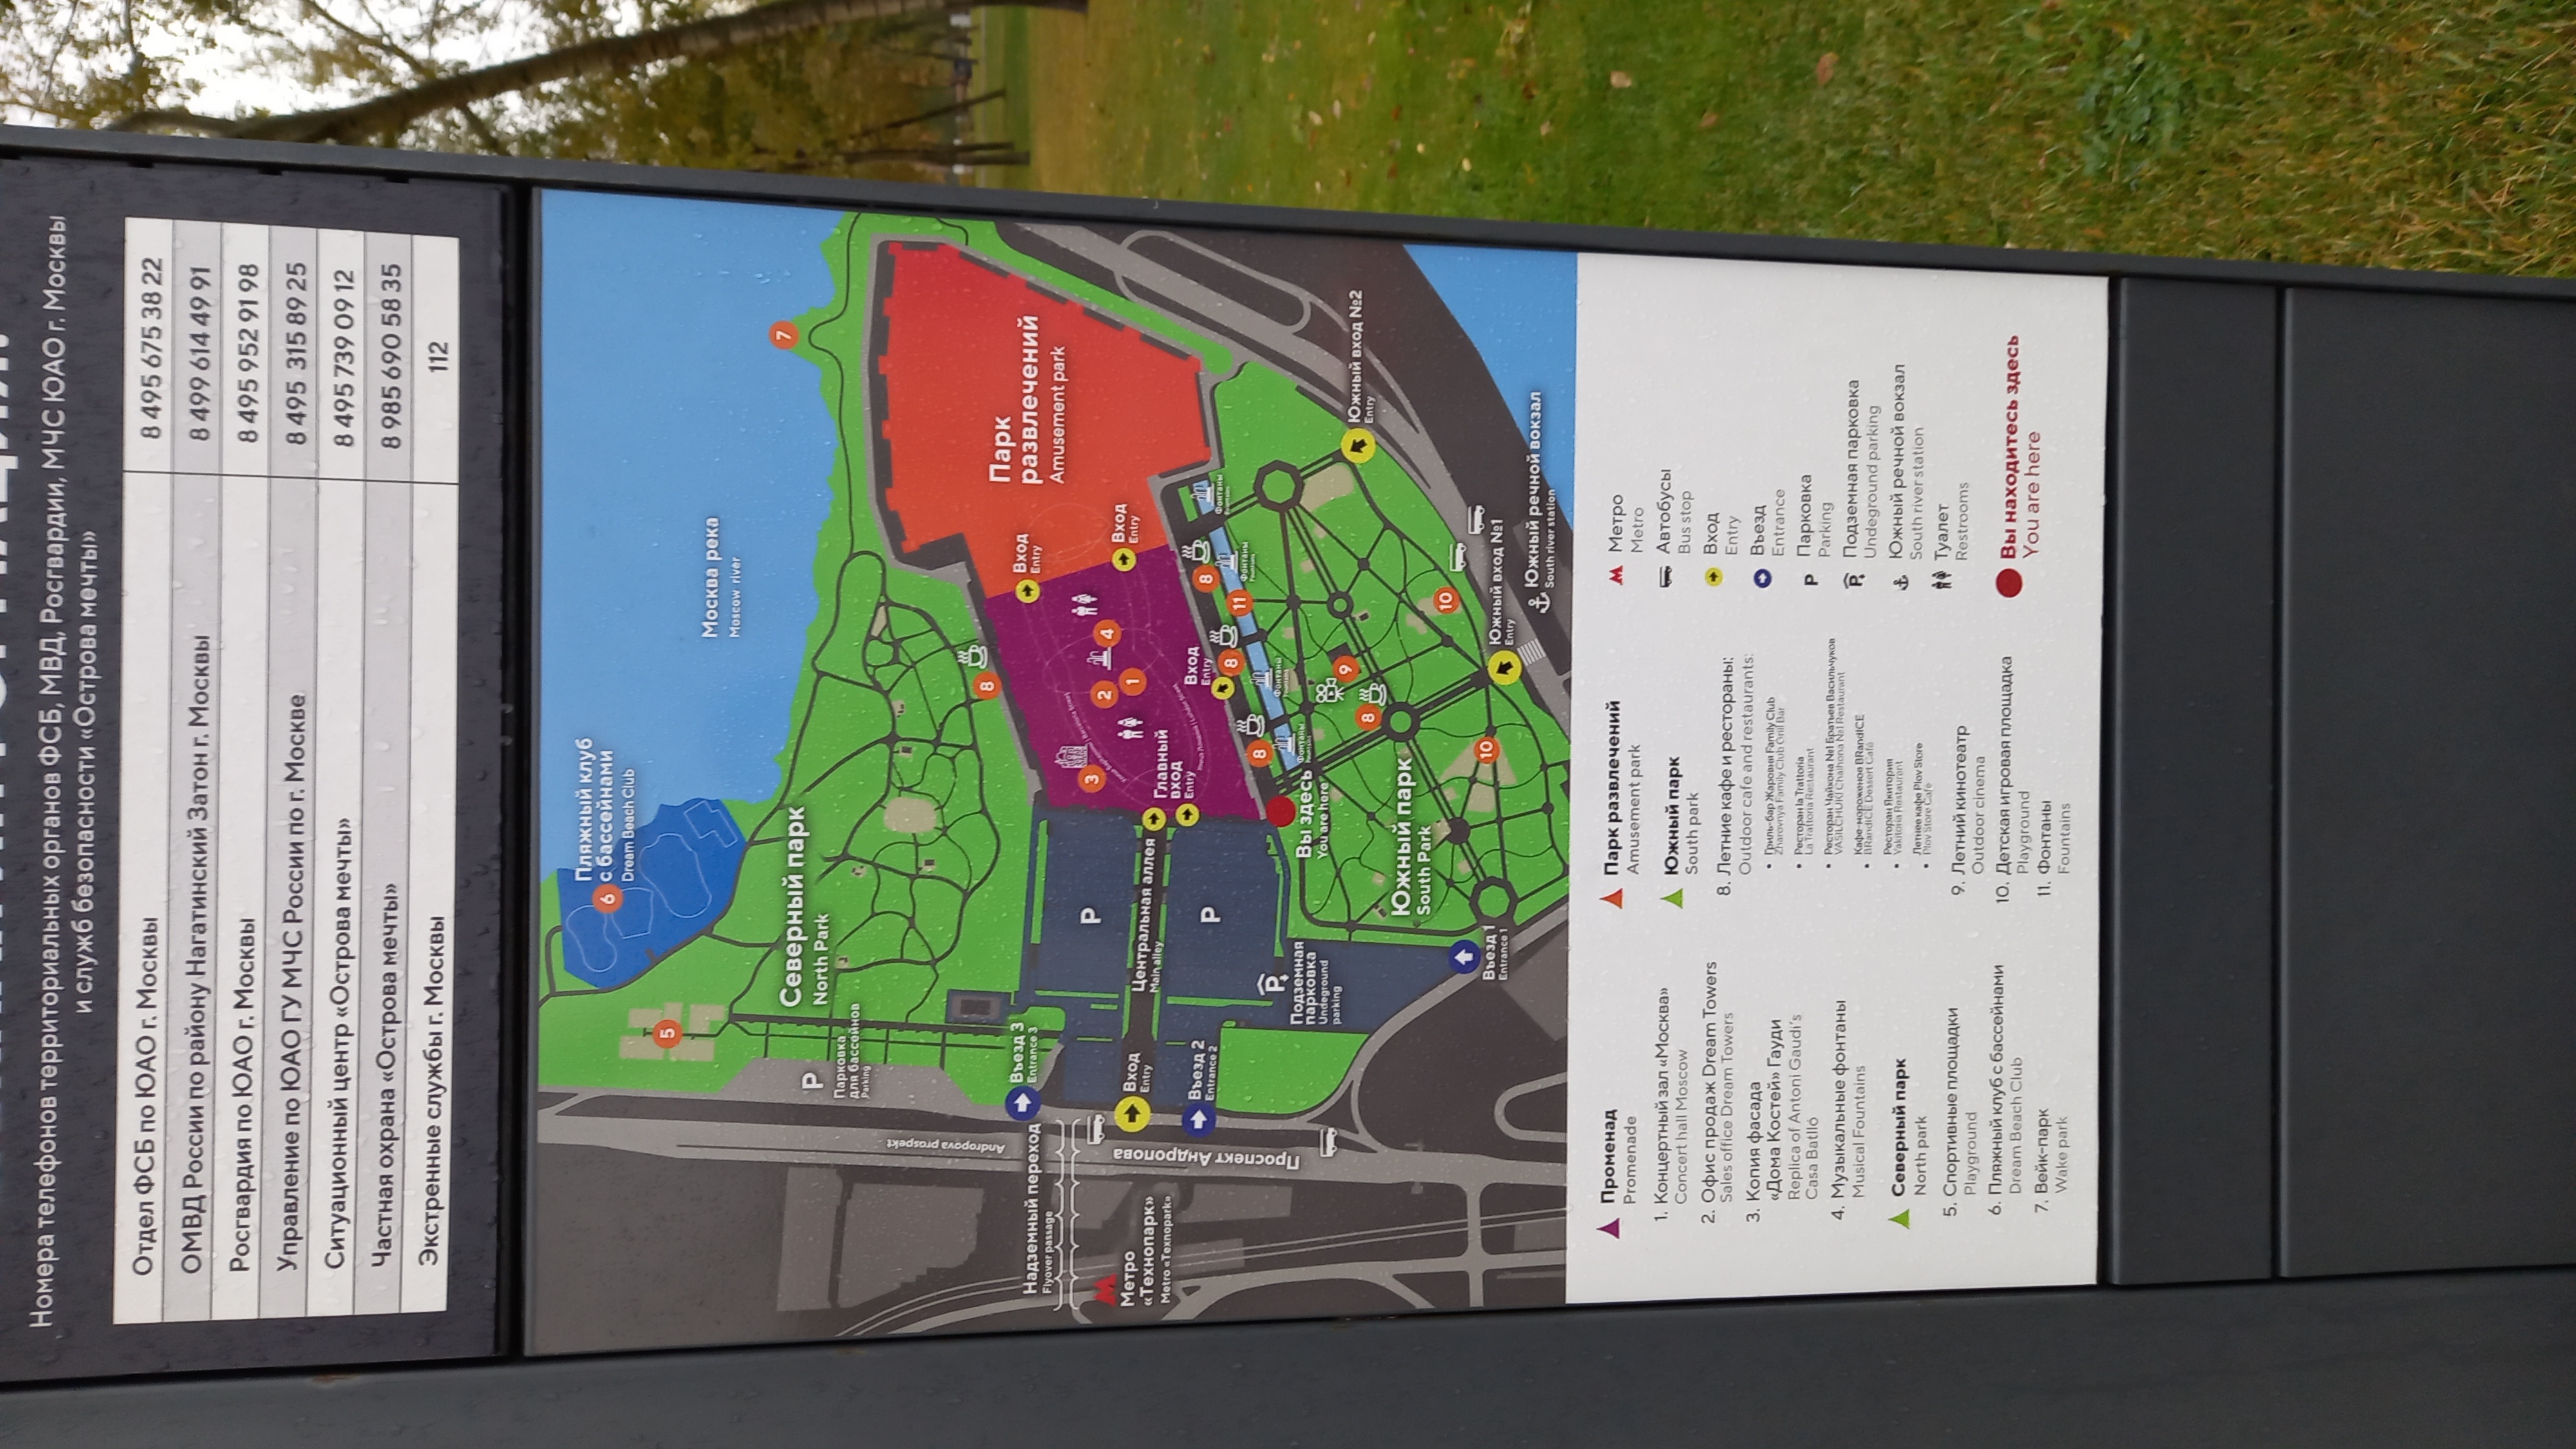 Номера телефонов территориальных органов ФСБ, МВД, Росгвардии, МЧС ЮАО г. Москвы
и служб безопасности «Острова мечты»
Отдел ФСБ по ЮАО г. Москвы 8 495 675 38 22
ОМВД России по району Нагатинский Затон г. Москвы 8 499 614 49 91
Росгвардия по ЮАО г. Москвы 8 495 952 91 98
Управление по ЮАО ГУ МЧС России по г. Москве 8 495 315 89 25
Ситуационный центр «Острова мечты» 8 495 739 09 12
Частная охрана «Острова мечты» 8 985 690 58 35
Экстренные службы г. Москвы 112
6
Пляжный клуб
с бассейнами
Dream Beach Club
5
Москва река
Moscow river
7
Северный парк
North Park
P
Парковка
для бассейнов
Parking
Andropova prospekt
8
Парк
развлечений
Amusement park
Въезд 3
Entrance 3
Вход
Entry
Надземный переход
Flyover passage
P
3
2
4
1
Метро
«Технопарк»
Metro «Texnopark»
Вход
Entry
Центральная аллея
Main alley
Вход
Entry
Главный
вход
Entry
Проспект Андропова
Въезд 2
Entrance 2
P
Вход
Entry
8
8
11
8
Фонтаны
Fountains
Фонтаны
Fountains
Фонтаны
Fountains
Фонтаны
Fountains
P
Подземная
парковка
Undeground
parking
Вы здесь
You are here
9
8
Южный вход №2
Entry
Южный парк
South Park
10
10
Въезд 1
Entrance 1
Южный вход №1
Entry
Южный речной вокзал
South river station
Променад
Promenade
1. Концертный зал «Москва»
Concert hall Moscow
2. Офис продаж Dream Towers
Sales office Dream Towers
3. Копия фасада
«Дома Костей» Гауди
Replica of Antoni Gaudi's
Casa Batlló
4. Музыкальные фонтаны
Musical Fountains
Северный парк
North park
5. Спортивные площадки
Playground
6. Пляжный клуб с бассейнами
Dream Beach Club
7. Вейк-парк
Wake park
Парк развлечений
Amusement park
Южный парк
South park
8. Летние кафе и рестораны:
Outdoor cafe and restaurants:
• Гриль-бар Жаровня Family Club
Zharovnya Family Club Grill Bar
• Ресторан la Trattoria
La Trattoria Restaurant
• Ресторан Чайхона №1 Братьев Васильчуков
VASILCHUKI Chaihona №1 Restaurant
• Кафе-мороженое BRandICE
BRandICE Dessert Café
• Ресторан Якитория
Yakitoria Restaurant
• Летнее кафе Plov Store
Plov Store Cafe
9. Летний кинотеатр
Outdoor cinema
10. Детская игровая площадка
Playground
11. Фонтаны
Fountains
Метро
Metro
Автобусы
Bus stop
Вход
Entry
Въезд
Entrance
P Парковка
Parking
P Подземная парковка
Undeground parking
Южный речной вокзал
South river station
Туалет
Restrooms
Вы находитесь здесь
You are here